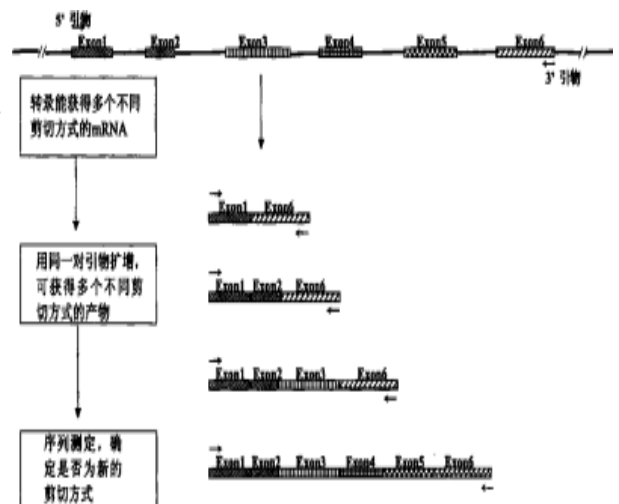 5' 引物
Exon1 Exon2 Exon3 Exon4 Exon5 Exon6
3' 引物
转录能获得多个不同
剪切方式的mRNA
Exon1 Exon6
用同一对引物扩增，
可获得多个不同剪
切方式的产物
Exon1 Exon2 Exon6
Exon1 Exon2 Exon3 Exon6
序列测定，确
定是否为新的
剪切方式
Exon1 Exon2 Exon3 Exon4 Exon5 Exon6